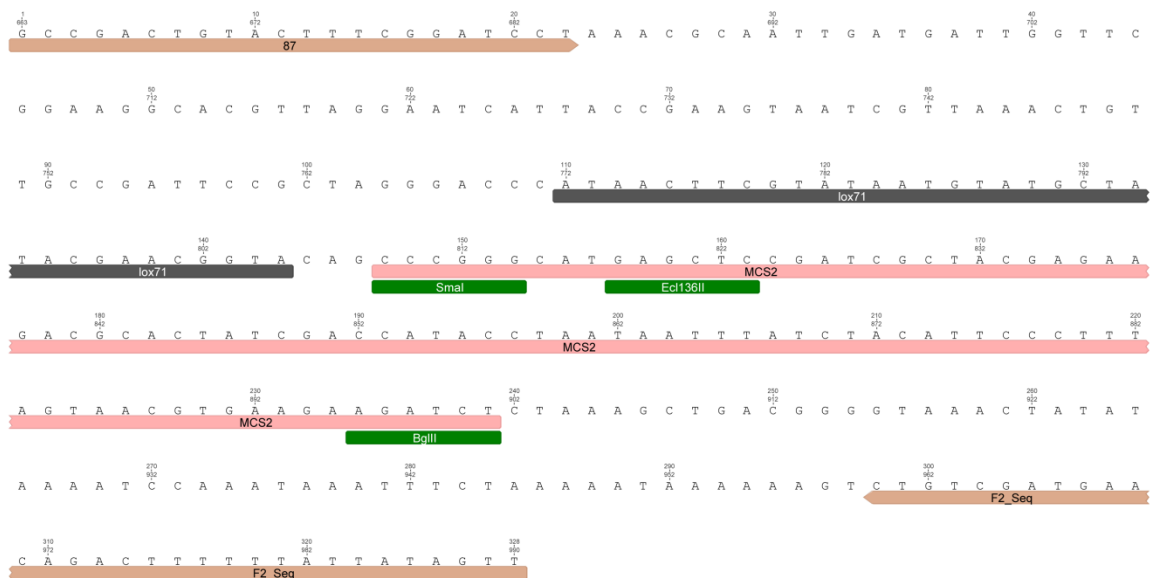 1 10 20 30 40
663 672 682 692 702
G C C G A C T G T A C T T T C G G A T C C T A A A C G C A A T T G A T G A T T G G T T C
87
50 60 70 80
712 722 732 742
G G A A G G C A C G T T A G G A A T C A T T A C C G A A G T A A T C G T T A A A C T G T
90 100 110 120 130
752 762 772 782 792
T G C C G A T T C C G C T A G G G A C C C A T A A C T T C G T A T A A T G T A T G C T A
lox71
140 150 160 170
802 812 822 832
T A C G A A C G G T A C A G C C C G G G C A T G A G C T C C G A T C G C T A C G A G A A
lox71 MCS2
SmaI Ecl136II
180 190 200 210 220
842 852 862 872 882
G A C G C A C T A T C G A C C A T A C C T A A T A A T T T A T C T A C A T T C C C T T T
MCS2
230 240 250 260
892 902 912 922
A G T A A C G T G A A G A A G A T C T C T A A A G C T G A C G G G G T A A A C T A T A T
MCS2
BglII
270 280 290 300
932 942 952 962
A A A A T C C A A A T A A A T T T C T A A A A A T A A A A A A G T C T G T C G A T G A A
F2_Seq
310 320 328
972 982 990
C A G A C T T T T T T A T T A T A G T T
F2_Seq